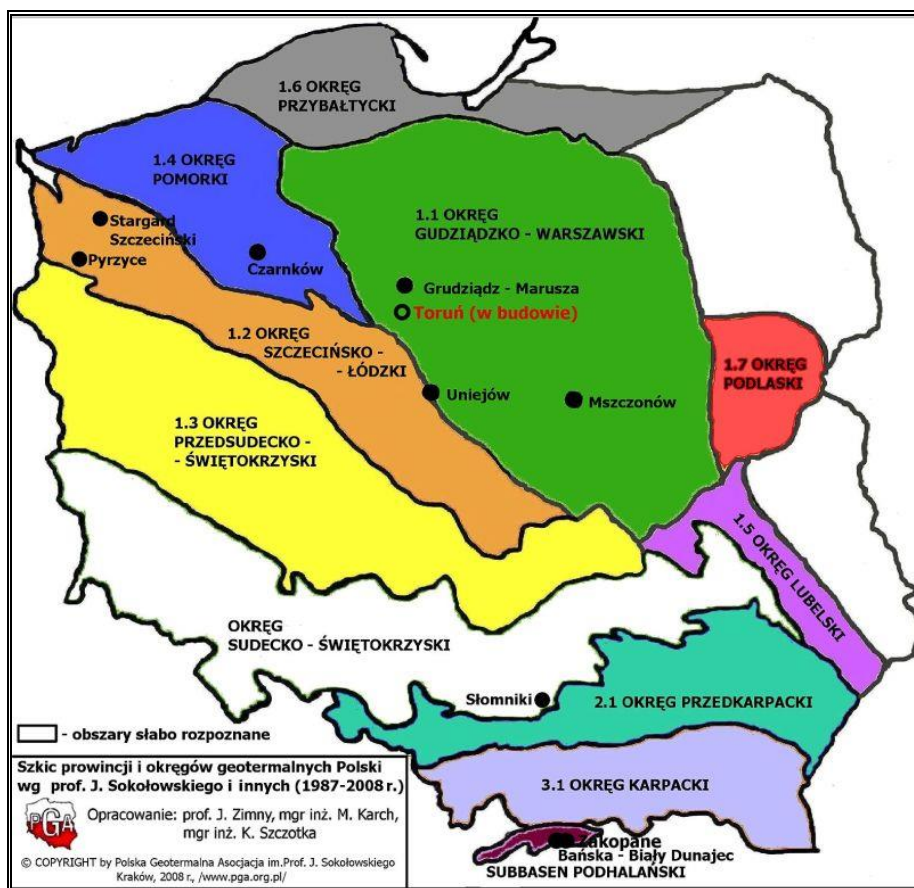 1.6 OKRĘG
PRZYBAŁTYCKI
1.4 OKRĘG
POMORKI
1.1 OKRĘG
GUDZIĄDZKO - WARSZAWSKI
Stargard
Szczeciński
Pyrzyce
Czarnków
Grudziądz - Marusza
Toruń (w budowie)
1.2 OKRĘG
SZCZECIŃSKO -
- ŁÓDZKI
1.7 OKRĘG
PODLASKI
Uniejów
Mszczonów
1.3 OKRĘG
PRZEDSUDECKO -
- ŚWIĘTOKRZYSKI
1.5 OKRĘG LUBELSKI
OKRĘG
SUDECKO - ŚWIĘTOKRZYSKI
Słomniki
2.1 OKRĘG PRZEDKARPACKI
- obszary słabo rozpoznane
3.1 OKRĘG KARPACKI
Zakopane
Bańska - Biały Dunajec
SUBBASEN PODHALAŃSKI
Szkic prowincji i okręgów geotermalnych Polski
wg prof. J. Sokołowskiego i innych (1987-2008 r.)
PGA
Opracowanie: prof. J. Zimny, mgr inż. M. Karch,
mgr inż. K. Szczotka
© COPYRIGHT by Polska Geotermalna Asocjacja im.Prof. J. Sokołowskiego
Kraków, 2008 r., /www.pga.org.pl/